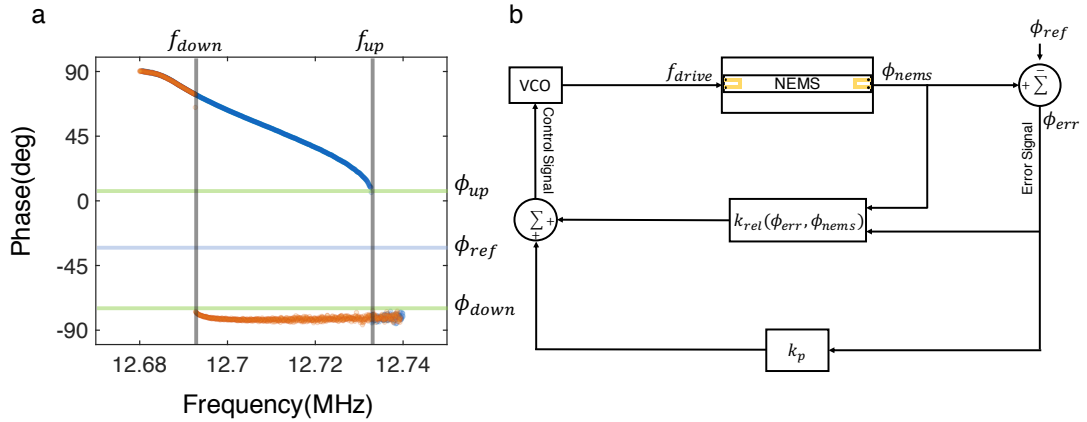 a
f_down
f_up
90
45
0
-45
-90
Phase(deg)
ϕ_up
ϕ_ref
ϕ_down
12.68
12.7
12.72
12.74
Frequency(MHz)
b
ϕ_ref
VCO
f_drive
NEMS
ϕ_nems
+ Σ −
ϕ_err
Control Signal
Error Signal
Σ +
+
k_rel(ϕ_err, ϕ_nems)
k_p